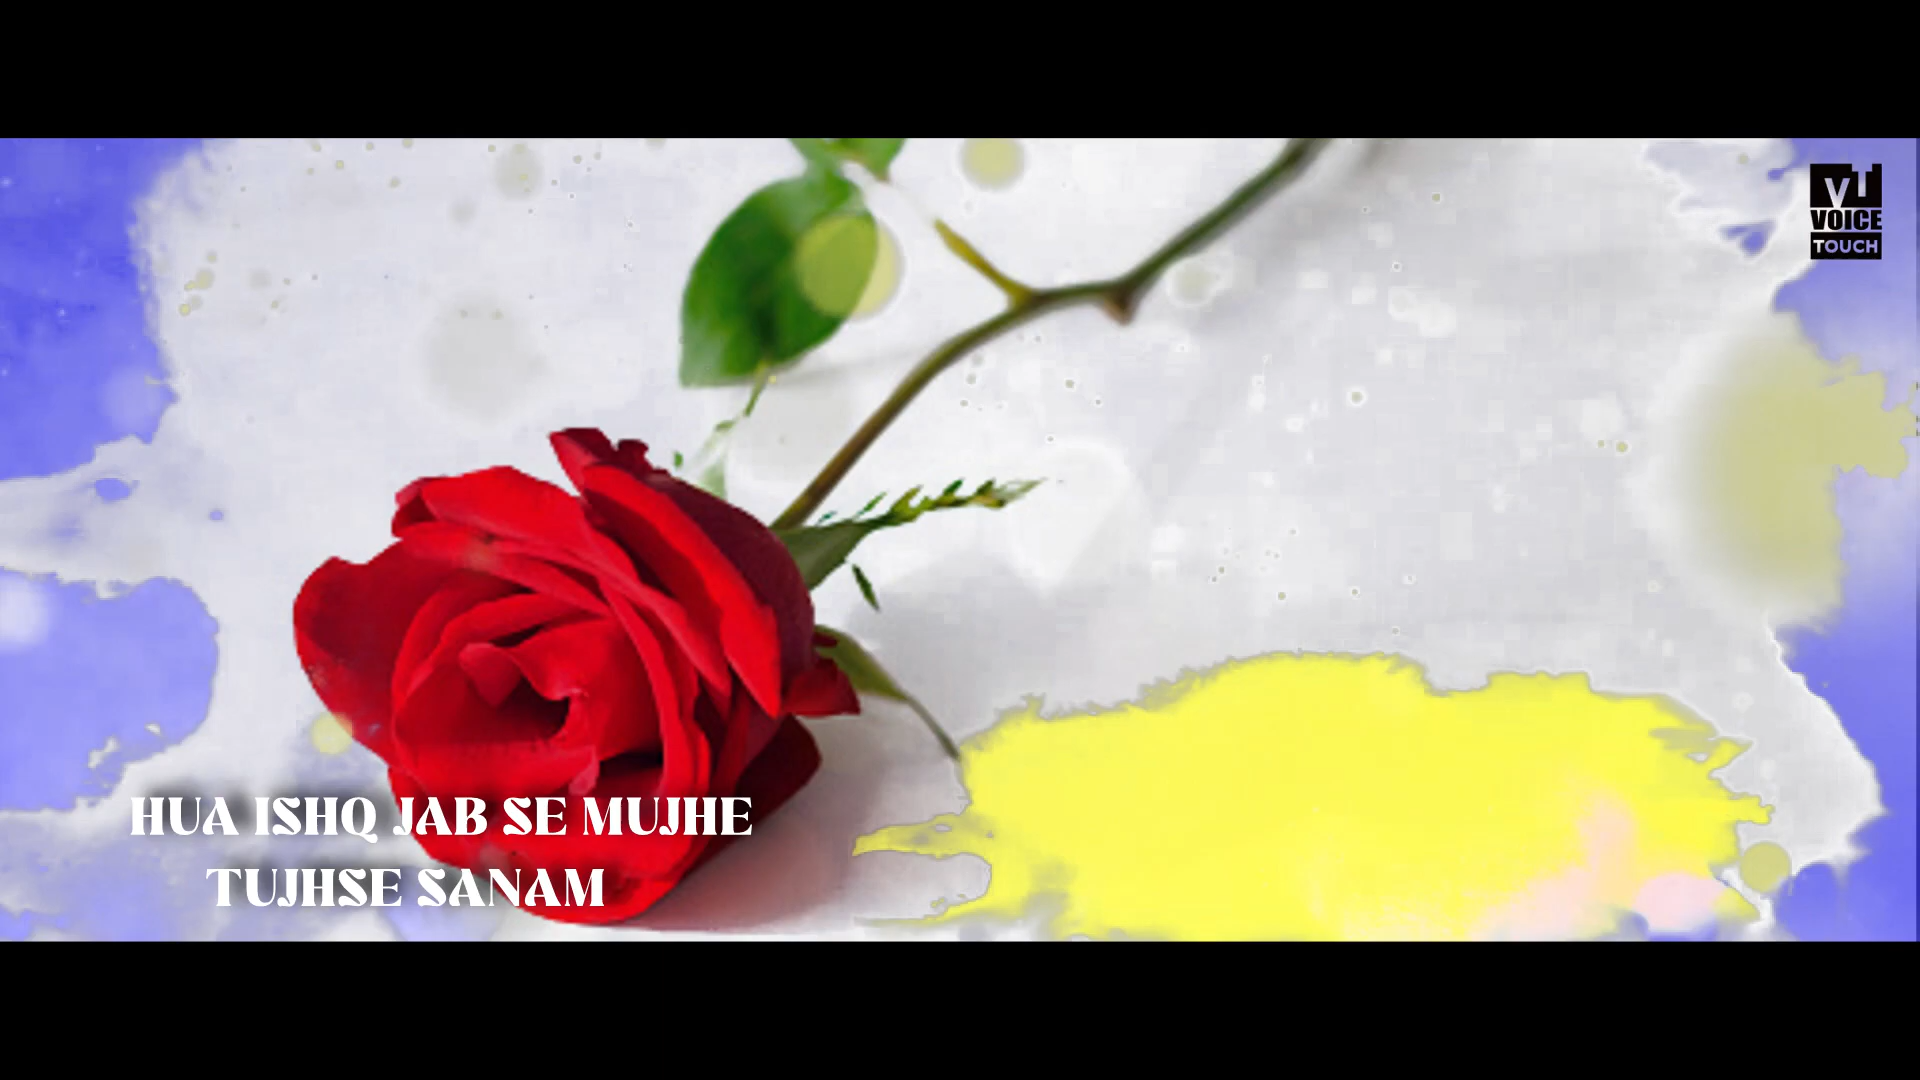 VT
VOICE
TOUCH
HUA ISHQ JAB SE MUJHE
TUJHSE SANAM